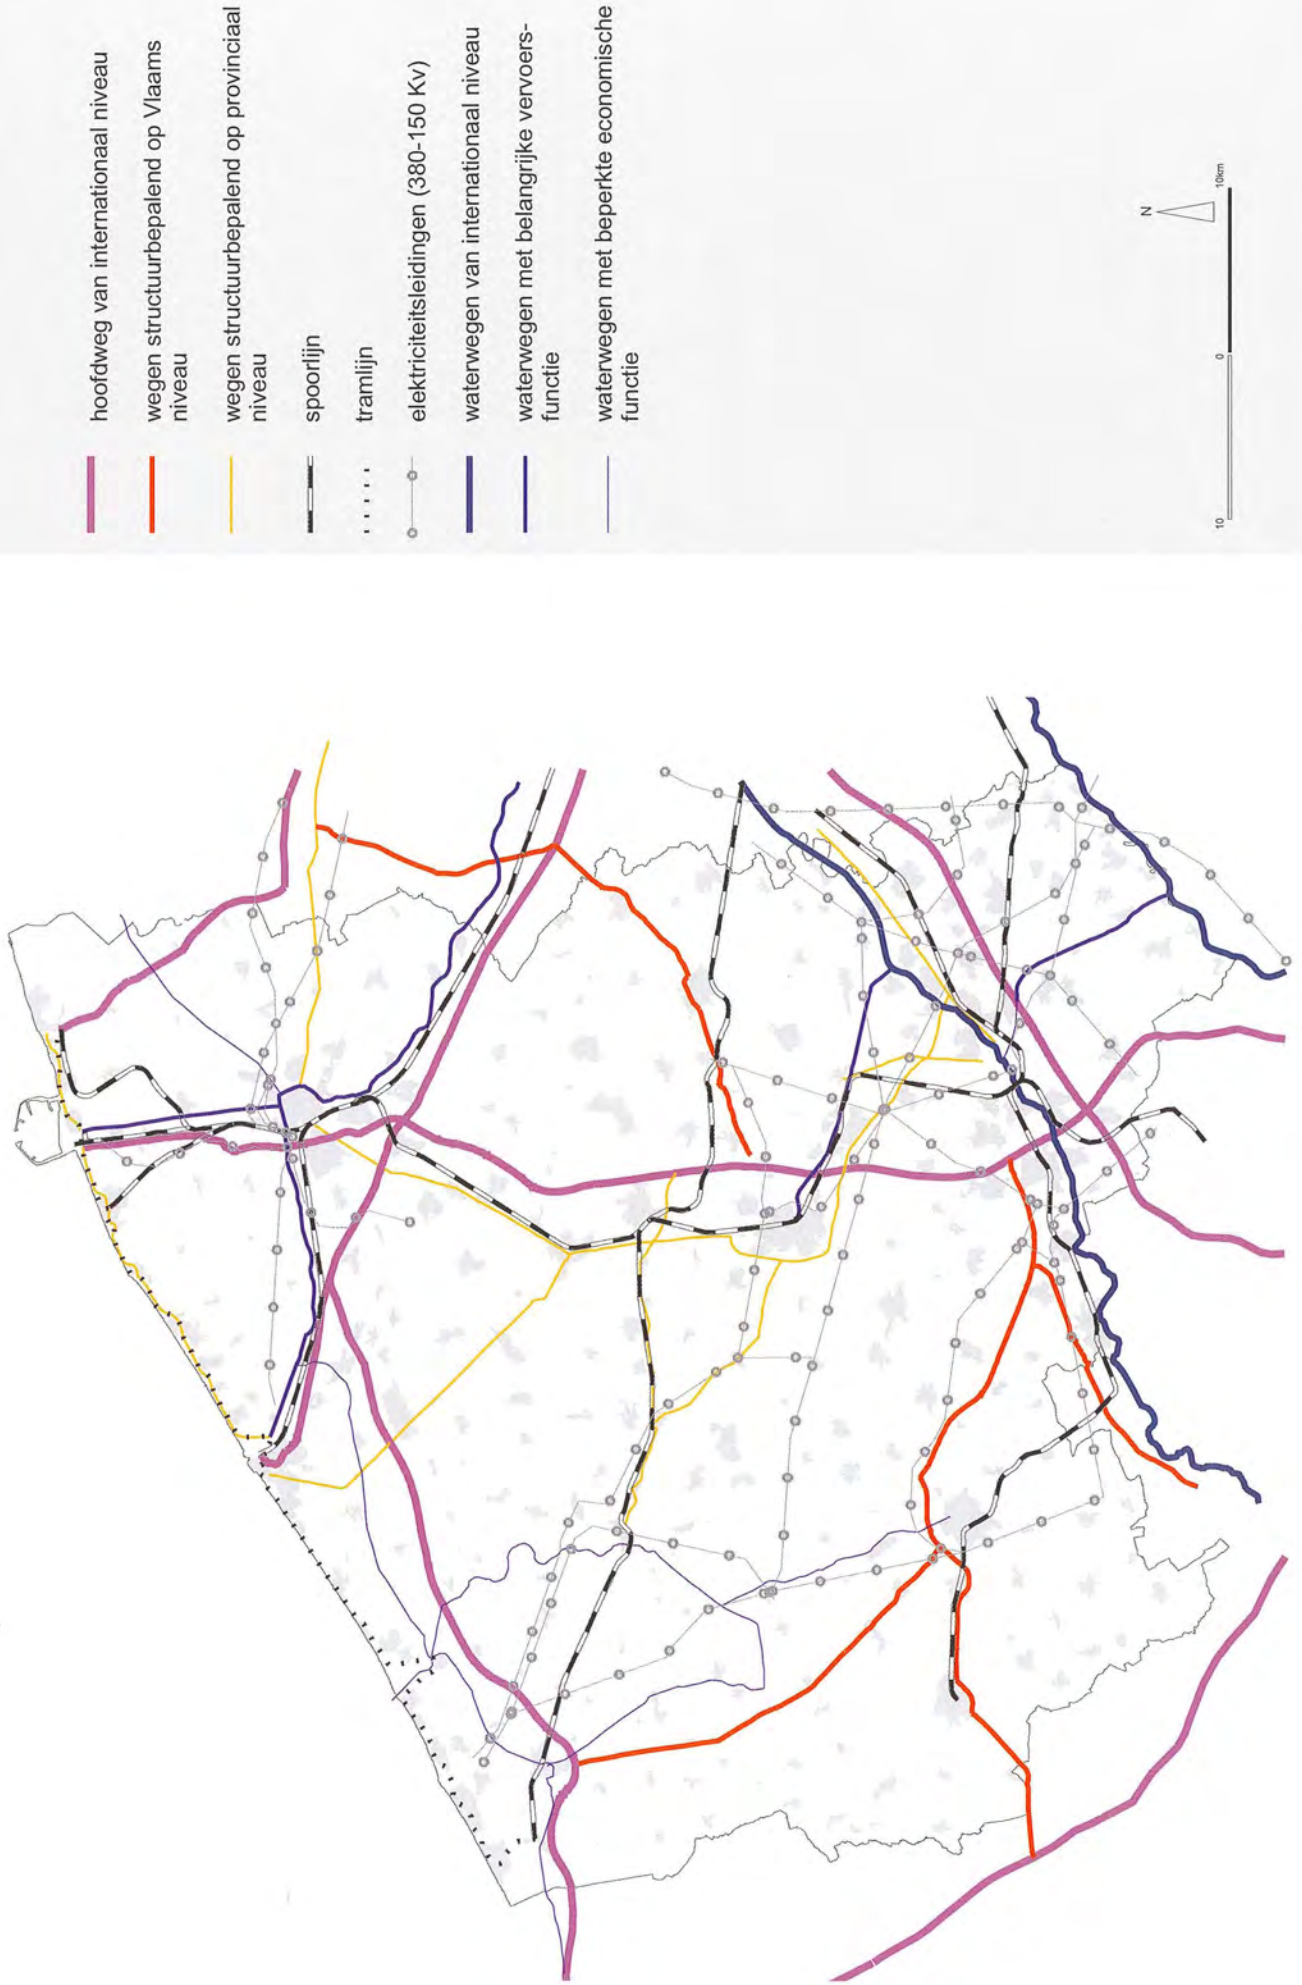 hoofdweg van internationaal niveau
wegen structuurbepalend op Vlaams
niveau
wegen structuurbepalend op provinciaal
niveau
spoorlijn
tramlijn
elektriciteitsleidingen (380-150 Kv)
waterwegen van internationaal niveau
waterwegen met belangrijke vervoers-
functie
waterwegen met beperkte economische
functie
N
10
0
10km